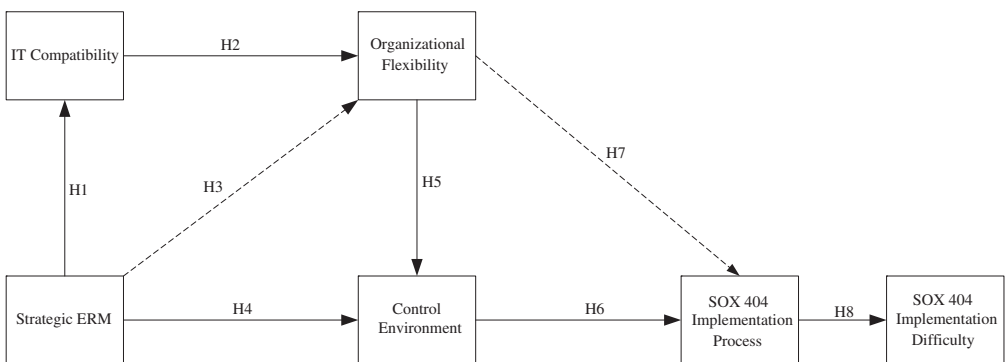 IT Compatibility
H2
Organizational
Flexibility
H1
H3
H5
H7
Strategic ERM
H4
Control
Environment
H6
SOX 404
Implementation
Process
H8
SOX 404
Implementation
Difficulty